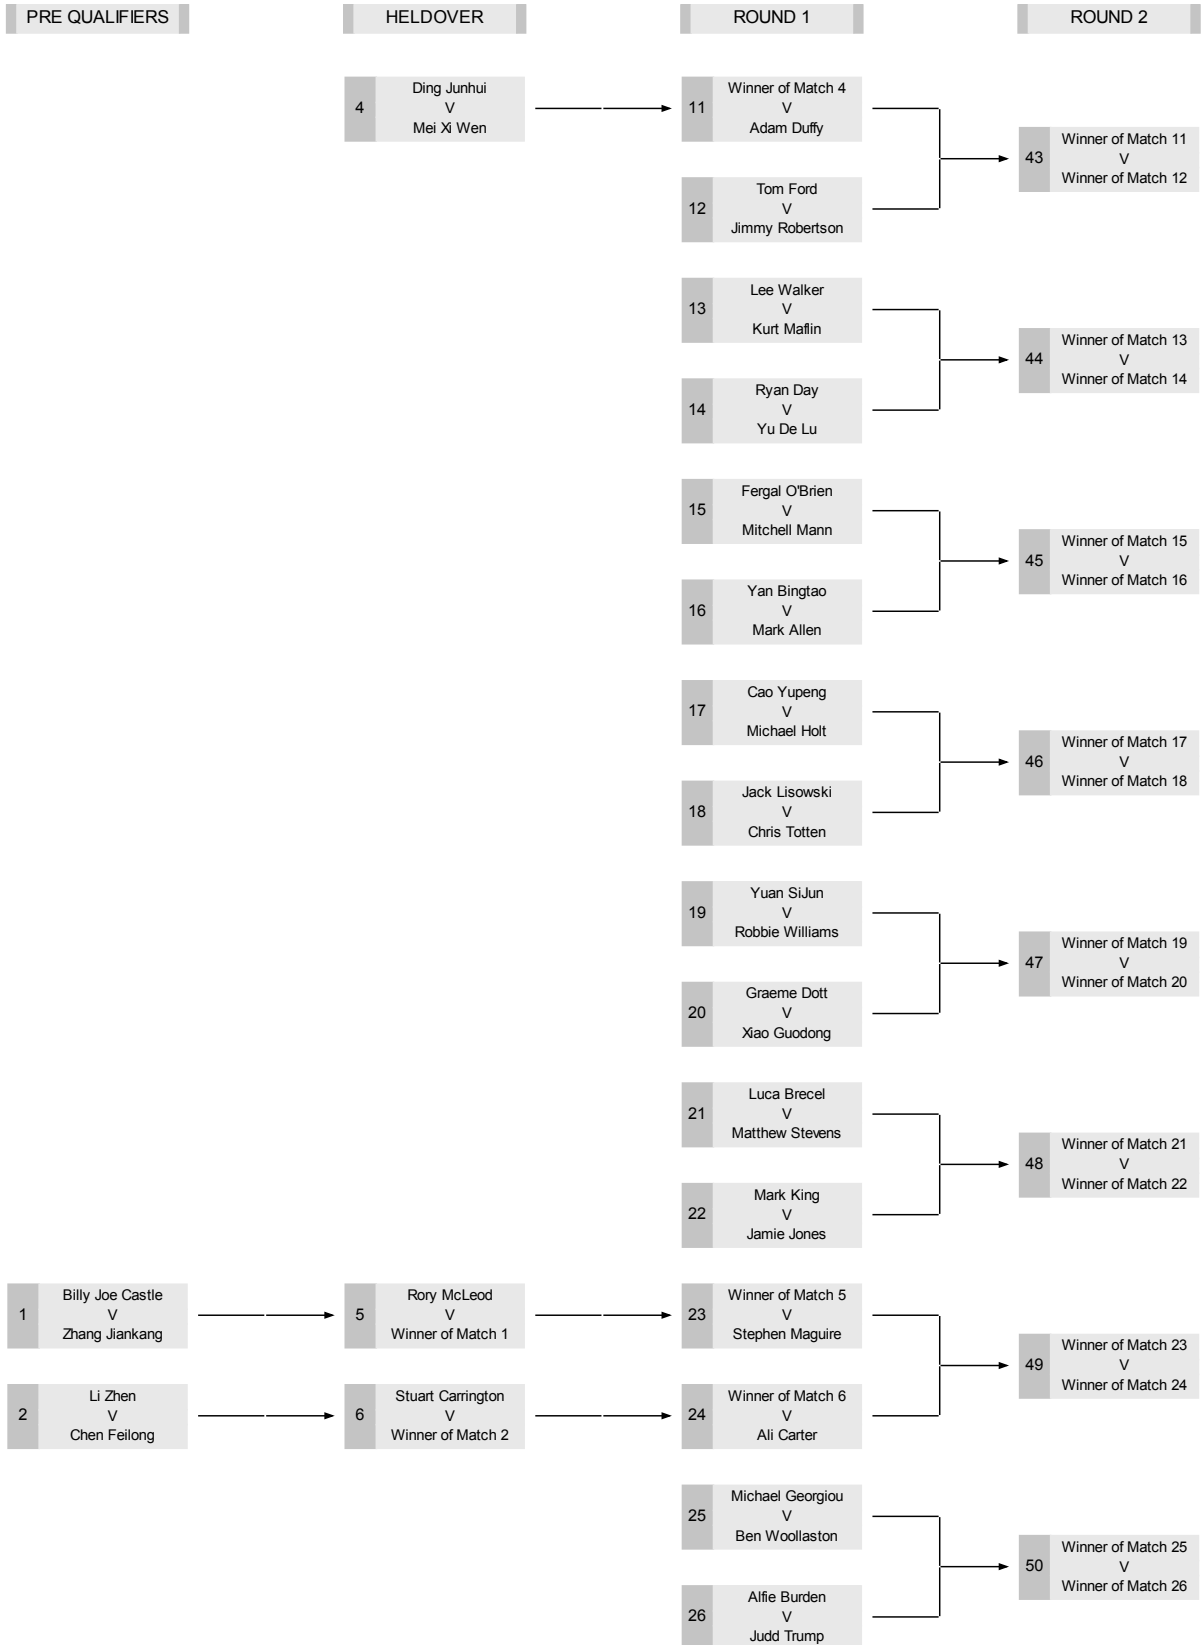 PRE QUALIFIERS
HELDOVER
ROUND 1
ROUND 2
4
Ding Junhui
V
Mei Xi Wen
11
Winner of Match 4
V
Adam Duffy
43
Winner of Match 11
V
Winner of Match 12
12
Tom Ford
V
Jimmy Robertson
13
Lee Walker
V
Kurt Maflin
44
Winner of Match 13
V
Winner of Match 14
14
Ryan Day
V
Yu De Lu
15
Fergal O'Brien
V
Mitchell Mann
45
Winner of Match 15
V
Winner of Match 16
16
Yan Bingtao
V
Mark Allen
17
Cao Yupeng
V
Michael Holt
46
Winner of Match 17
V
Winner of Match 18
18
Jack Lisowski
V
Chris Totten
19
Yuan SiJun
V
Robbie Williams
47
Winner of Match 19
V
Winner of Match 20
20
Graeme Dott
V
Xiao Guodong
21
Luca Brecel
V
Matthew Stevens
48
Winner of Match 21
V
Winner of Match 22
22
Mark King
V
Jamie Jones
1
Billy Joe Castle
V
Zhang Jiankang
5
Rory McLeod
V
Winner of Match 1
23
Winner of Match 5
V
Stephen Maguire
49
Winner of Match 23
V
Winner of Match 24
2
Li Zhen
V
Chen Feilong
6
Stuart Carrington
V
Winner of Match 2
24
Winner of Match 6
V
Ali Carter
25
Michael Georgiou
V
Ben Woollaston
50
Winner of Match 25
V
Winner of Match 26
26
Alfie Burden
V
Judd Trump